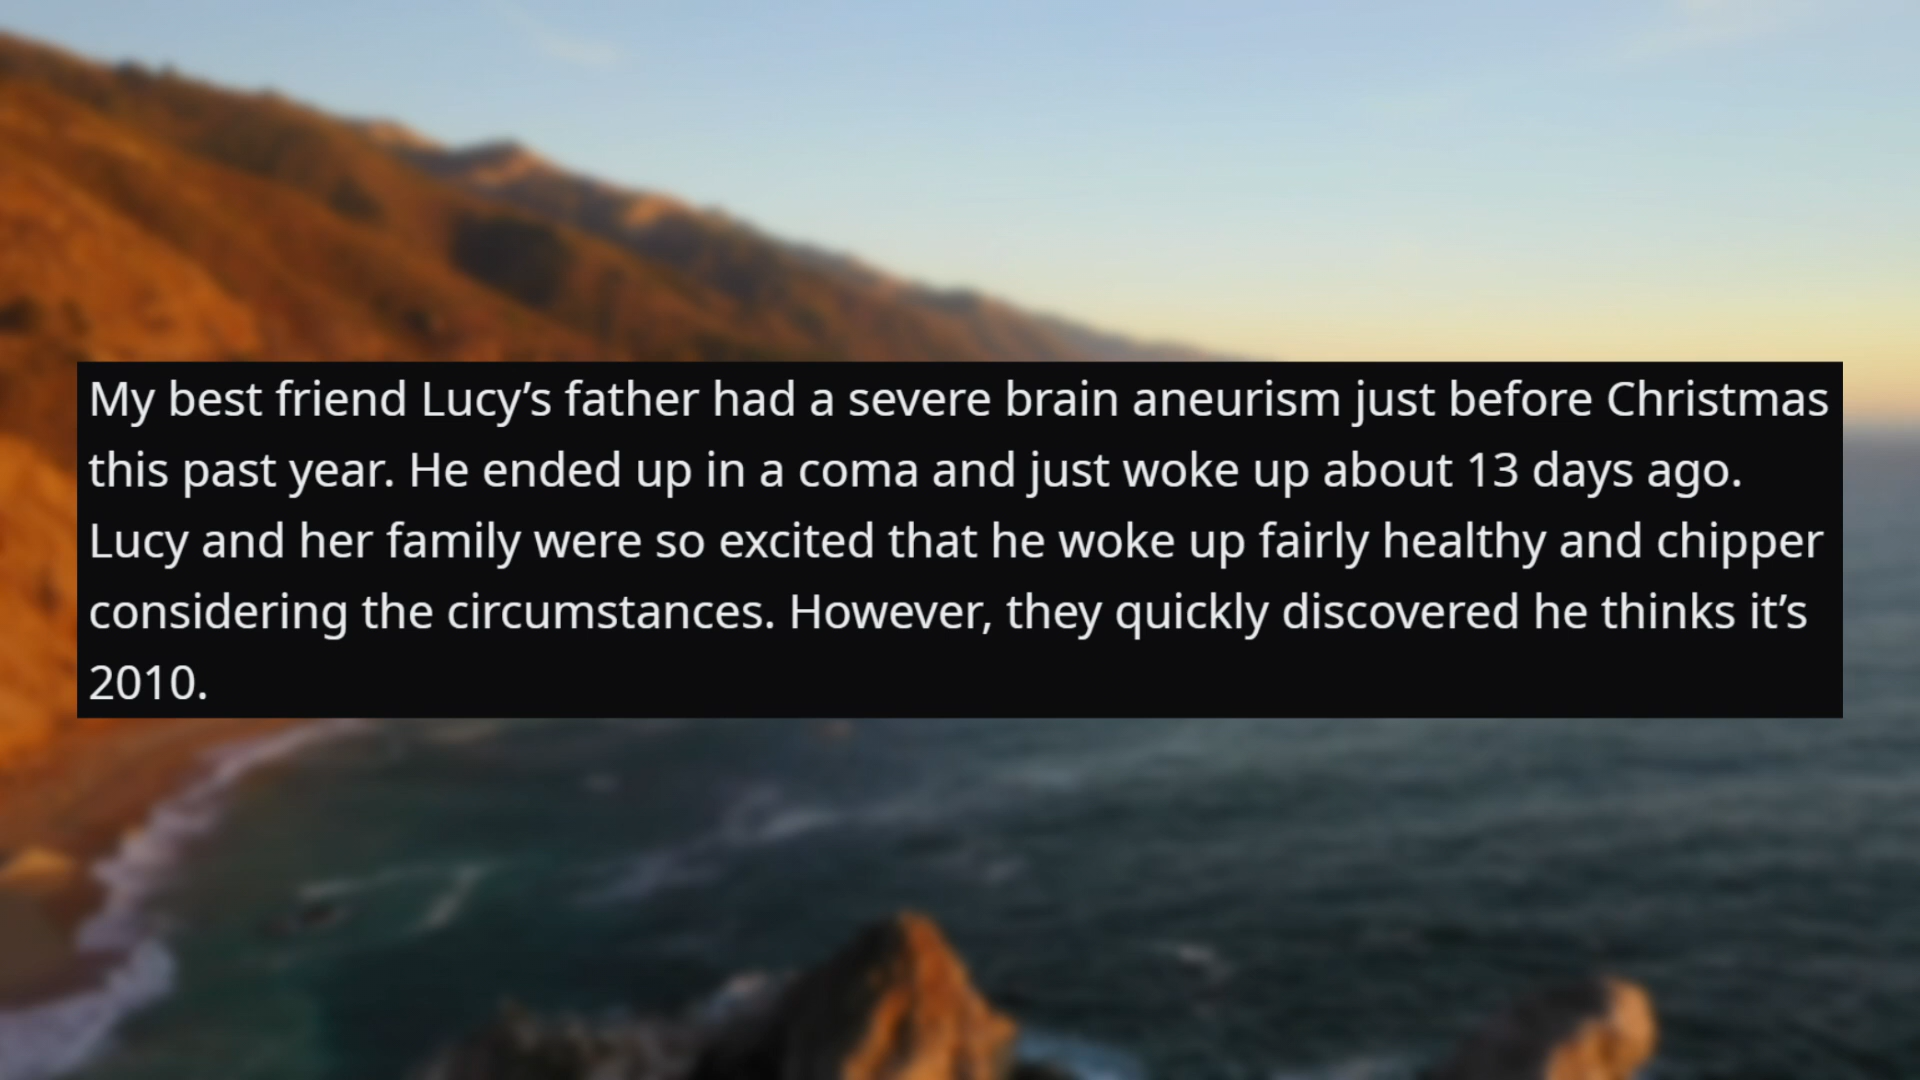 My best friend Lucy’s father had a severe brain aneurism just before Christmas
this past year. He ended up in a coma and just woke up about 13 days ago.
Lucy and her family were so excited that he woke up fairly healthy and chipper
considering the circumstances. However, they quickly discovered he thinks it’s
2010.